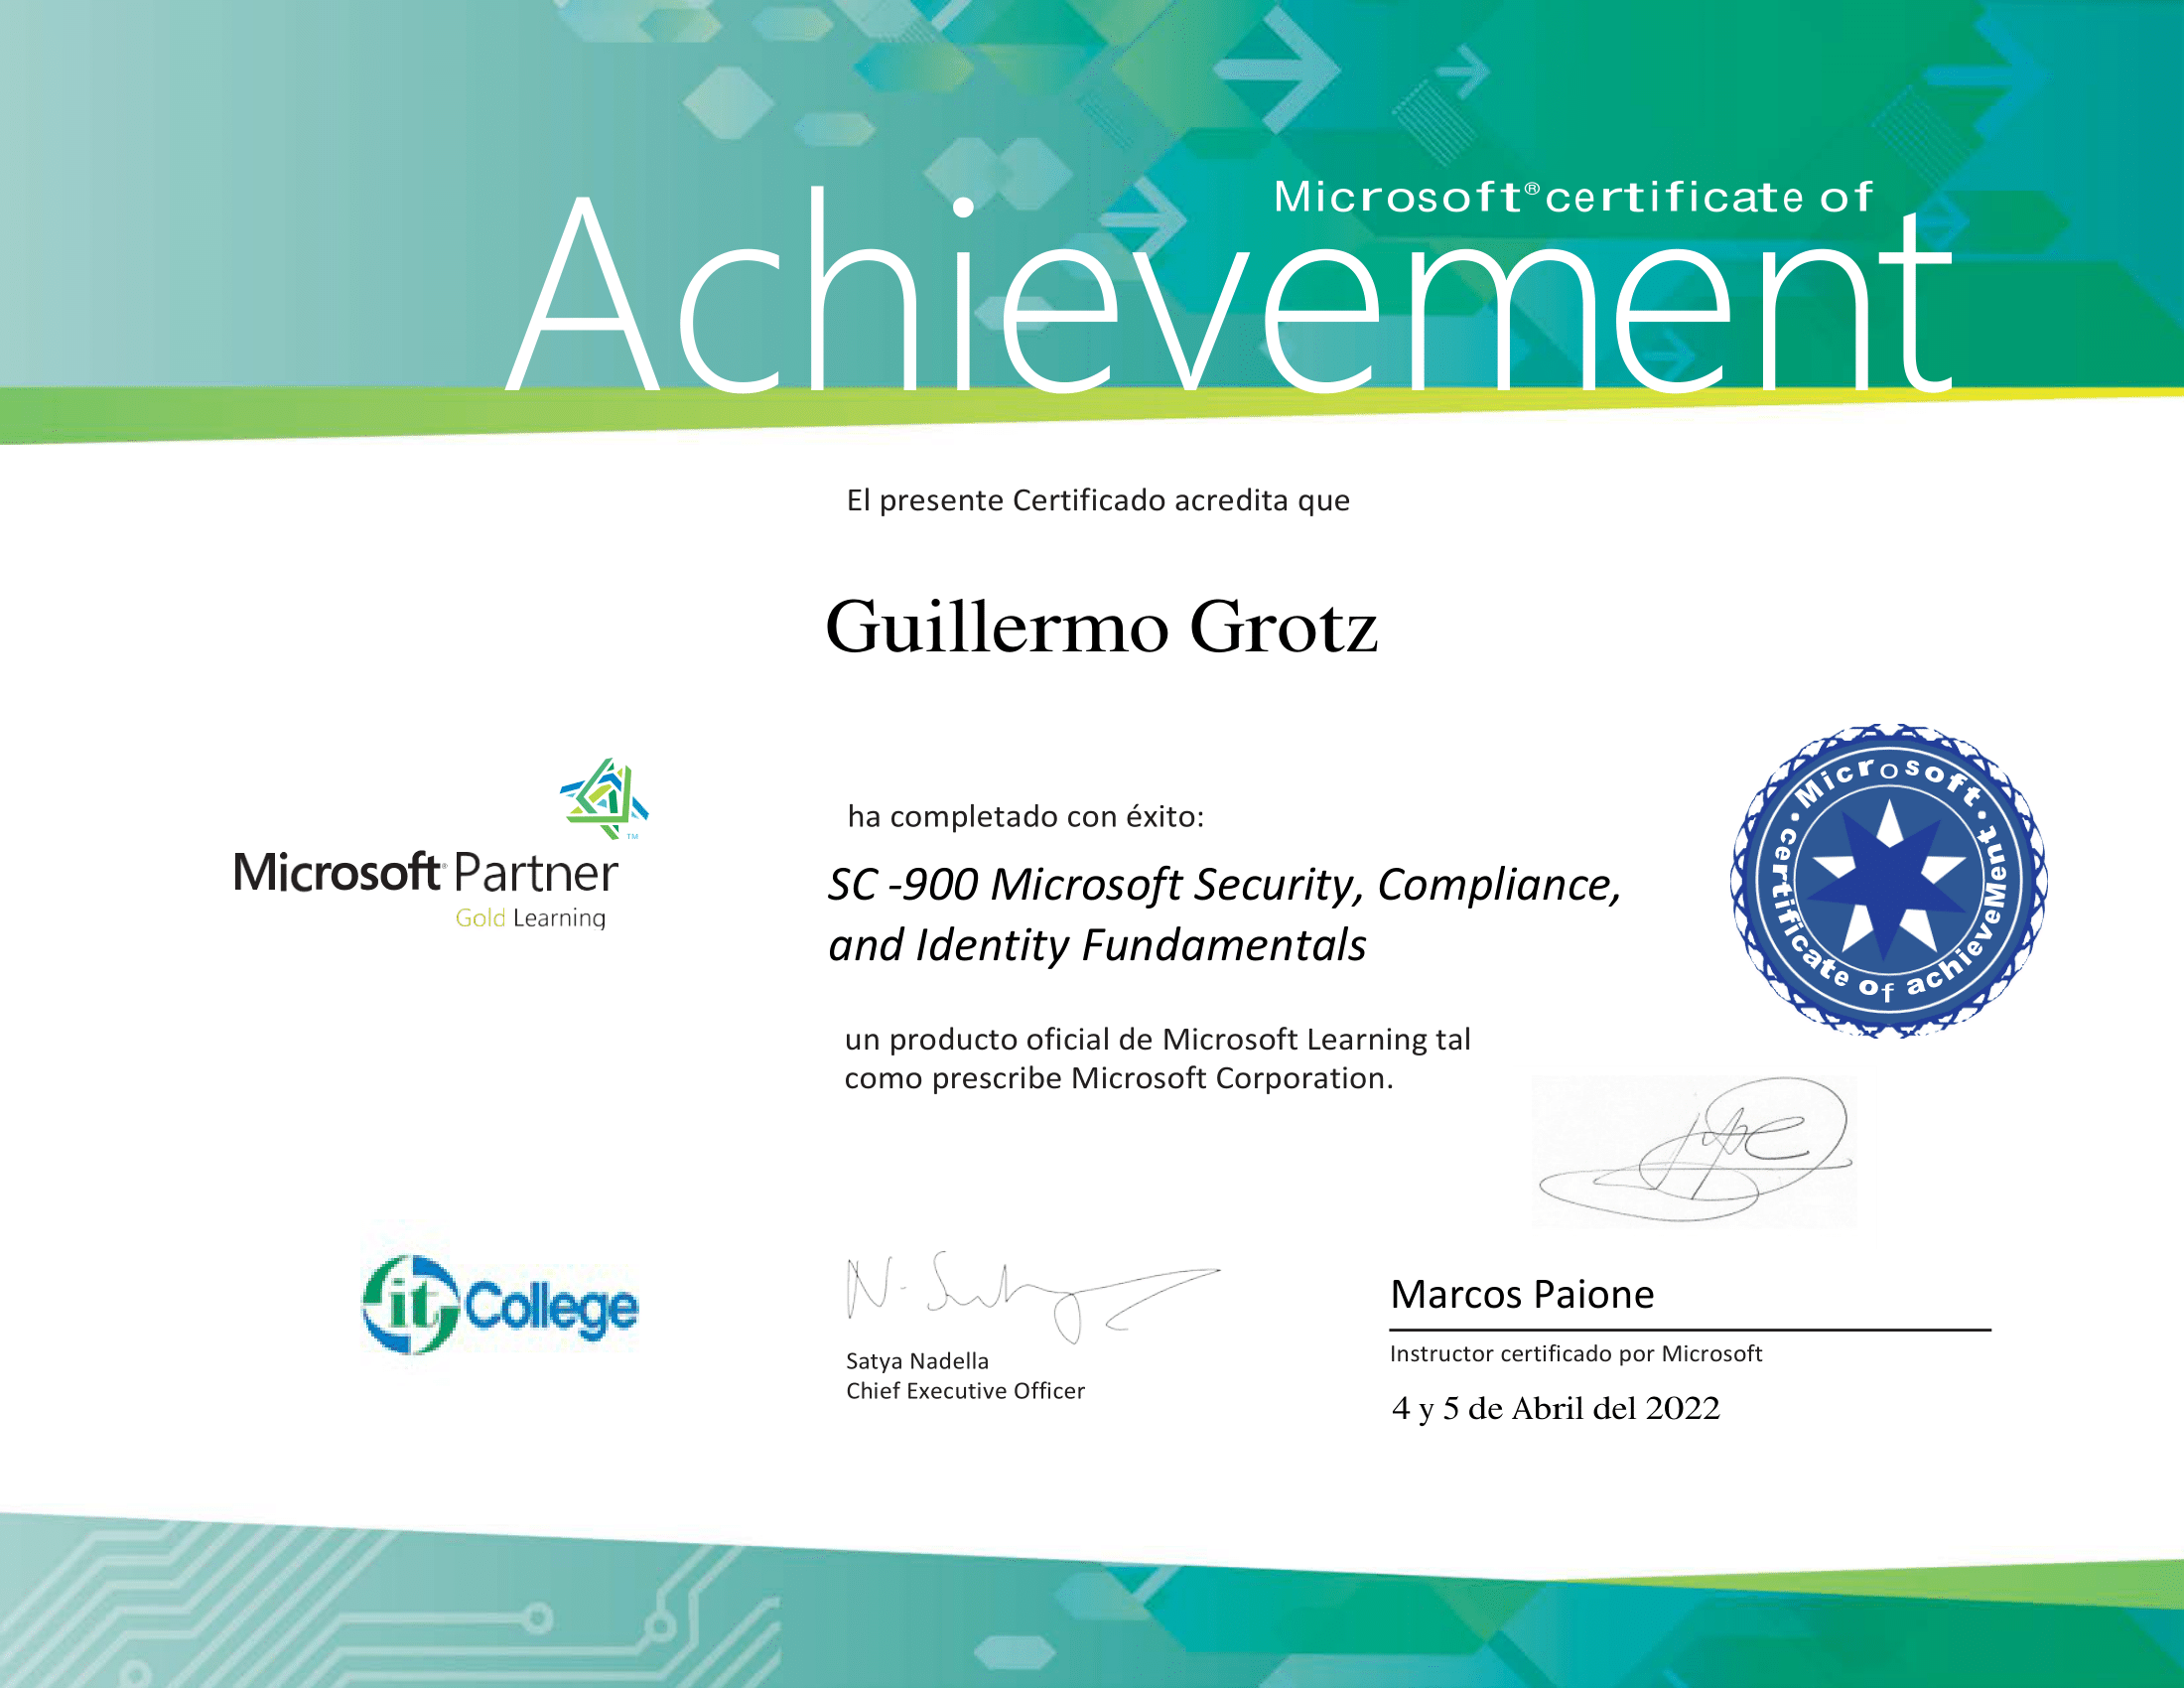 Microsoft® certificate of
Achievement
El presente Certificado acredita que
Guillermo Grotz
Microsoft Partner
Gold Learning
ha completado con éxito:
SC -900 Microsoft Security, Compliance,
and Identity Fundamentals
• Microsoft •
certificate of achieveMenT
un producto oficial de Microsoft Learning tal
como prescribe Microsoft Corporation.
it College
N. Satya
Satya Nadella
Chief Executive Officer
Marcos Paione
Instructor certificado por Microsoft
4 y 5 de Abril del 2022